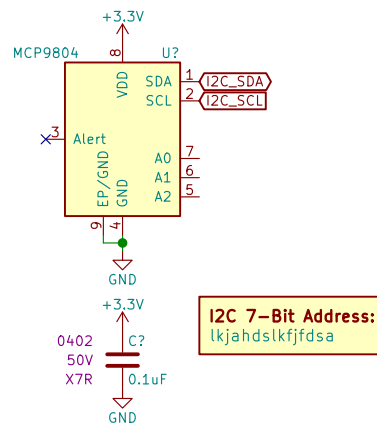 +3.3V
MCP9804 U?
8
VDD
SDA 1 I2C_SDA
SCL 2 I2C_SCL
3 Alert
A0 7
A1 6
A2 5
EP/GND
GND
9 4
GND
+3.3V
0402 C?
50V
X7R 0.1uF
GND
I2C 7-Bit Address:
lkjahdslkfjfdsa